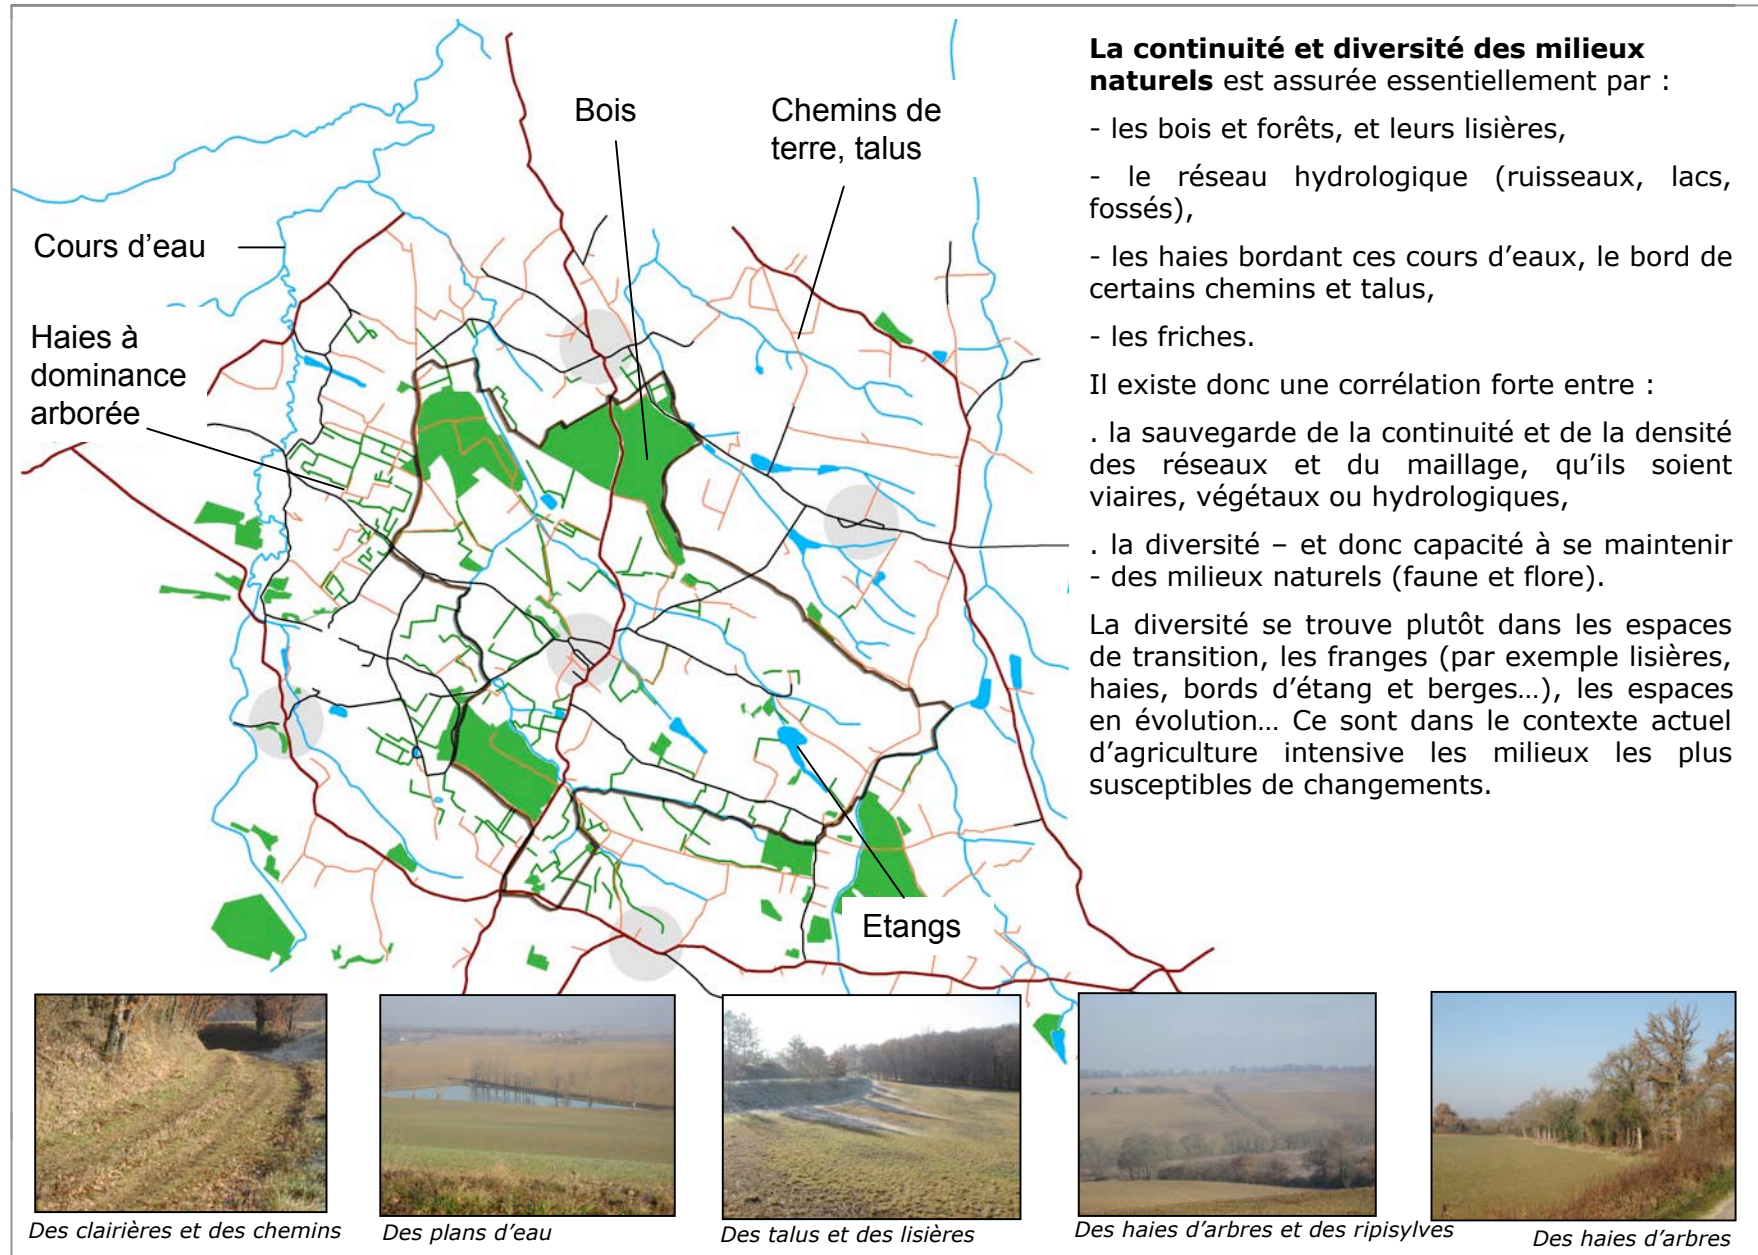 Bois
Chemins de
terre, talus
Cours d’eau
Haies à
dominance
arborée
Etangs
La continuité et diversité des milieux
naturels est assurée essentiellement par :
- les bois et forêts, et leurs lisières,
- le réseau hydrologique (ruisseaux, lacs,
fossés),
- les haies bordant ces cours d’eaux, le bord de
certains chemins et talus,
- les friches.
Il existe donc une corrélation forte entre :
. la sauvegarde de la continuité et de la densité
des réseaux et du maillage, qu’ils soient
viaires, végétaux ou hydrologiques,
. la diversité – et donc capacité à se maintenir
- des milieux naturels (faune et flore).
La diversité se trouve plutôt dans les espaces
de transition, les franges (par exemple lisières,
haies, bords d’étang et berges…), les espaces
en évolution… Ce sont dans le contexte actuel
d’agriculture intensive les milieux les plus
susceptibles de changements.
Des clairières et des chemins
Des plans d’eau
Des talus et des lisières
Des haies d’arbres et des ripisylves
Des haies d’arbres